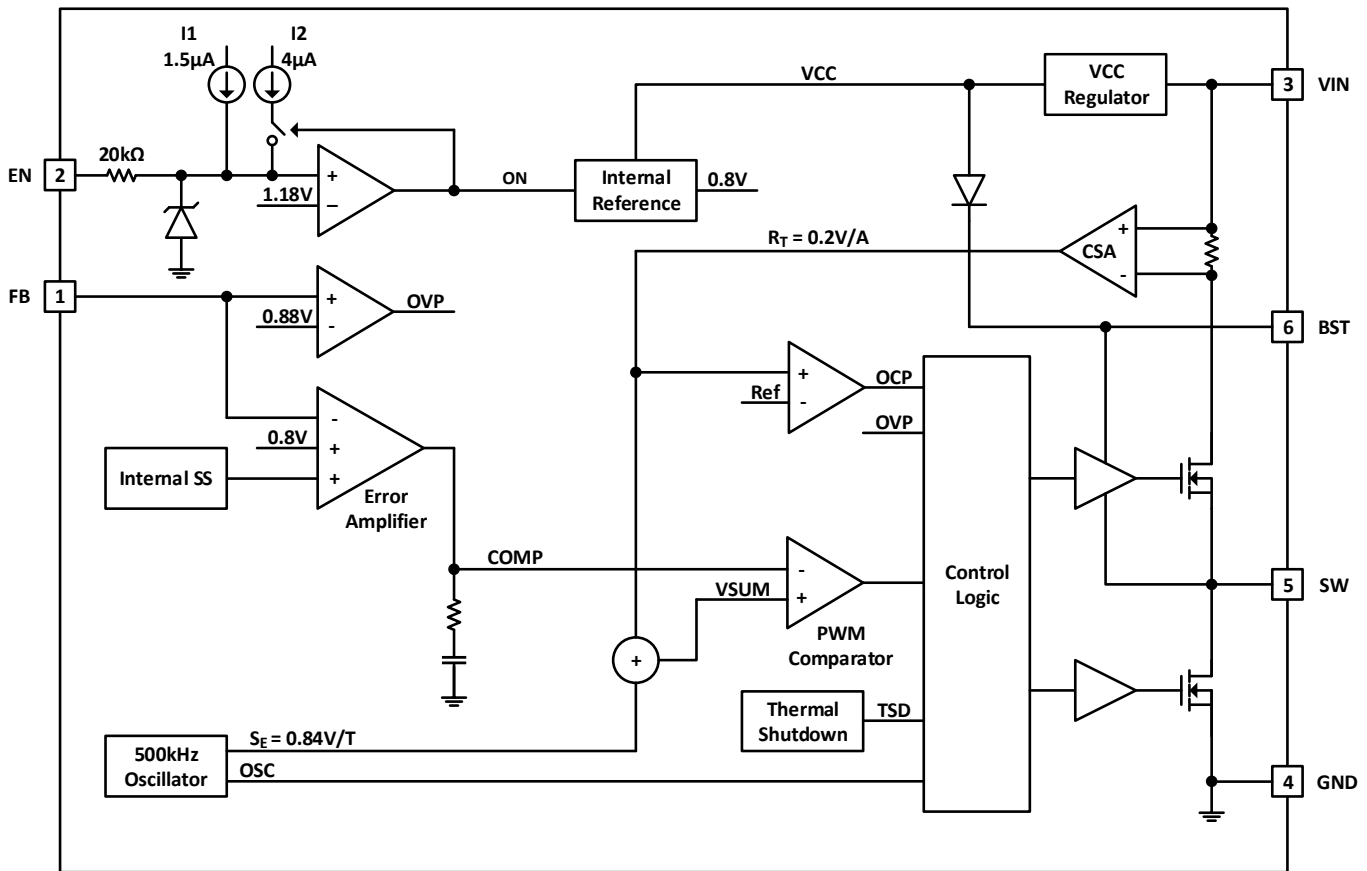 I1
1.5µA
I2
4µA
VCC
VCC
Regulator
3
VIN
EN
2
20kΩ
+
1.18V
−
ON
Internal
Reference
0.8V
RT = 0.2V/A
+
CSA
-
FB
1
+
0.88V
-
OVP
6
BST
+
Ref
-
OCP
OVP
-
0.8V
+
Internal SS
+
Error
Amplifier
COMP
-
VSUM
+
PWM
Comparator
Control
Logic
5
SW
+
Thermal
Shutdown
TSD
SE = 0.84V/T
500kHz
Oscillator
OSC
4
GND